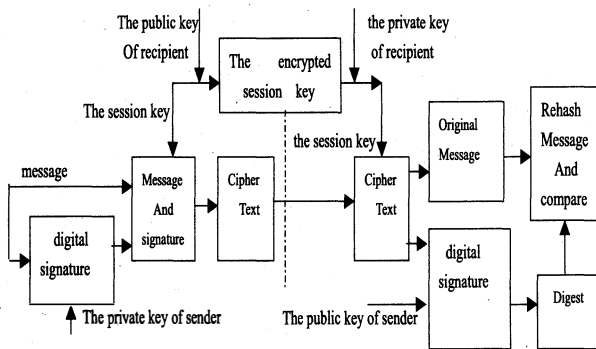 The public key
Of recipient
the private key
of recipient
The encrypted
session key
The session key
the session key
message
Message
And
signature
Cipher
Text
Cipher
Text
Original
Message
Rehash
Message
And
compare
digital
signature
The private key of sender
digital
signature
The public key of sender
Digest